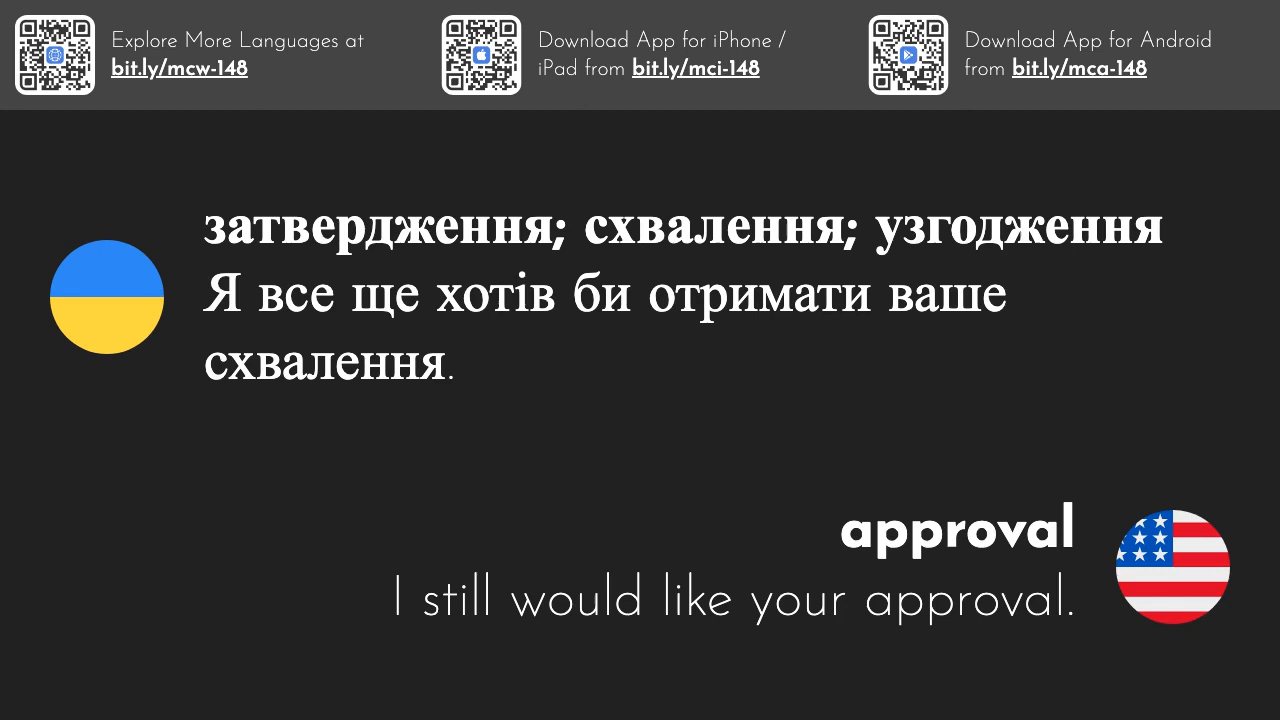 Explore More Languages at
bit.ly/mcw-148
Download App for iPhone /
iPad from bit.ly/mci-148
Download App for Android
from bit.ly/mca-148
затвердження; схвалення; узгодження
Я все ще хотів би отримати ваше
схвалення.
approval
I still would like your approval.